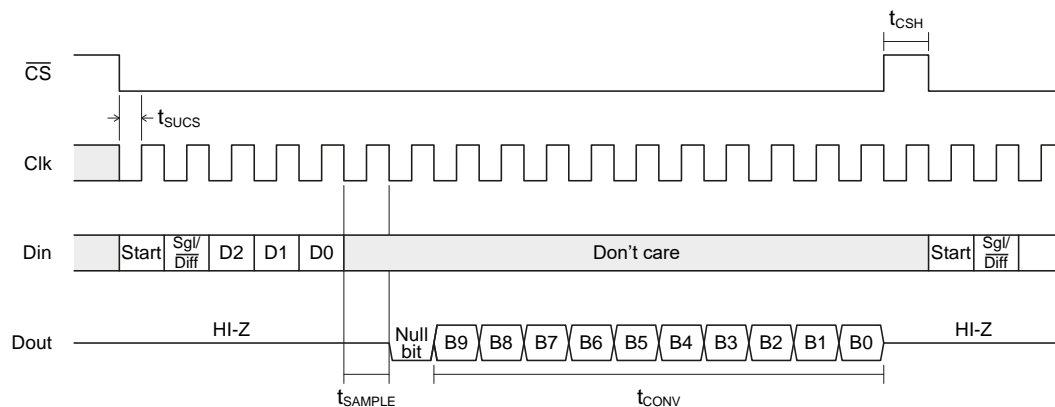 tCSH
CS
tSUCS
Clk
Din Start Sgl/ Diff D2 D1 D0 Don't care Start Sgl/ Diff
HI-Z HI-Z
Dout Null bit B9 B8 B7 B6 B5 B4 B3 B2 B1 B0
tSAMPLE tCONV